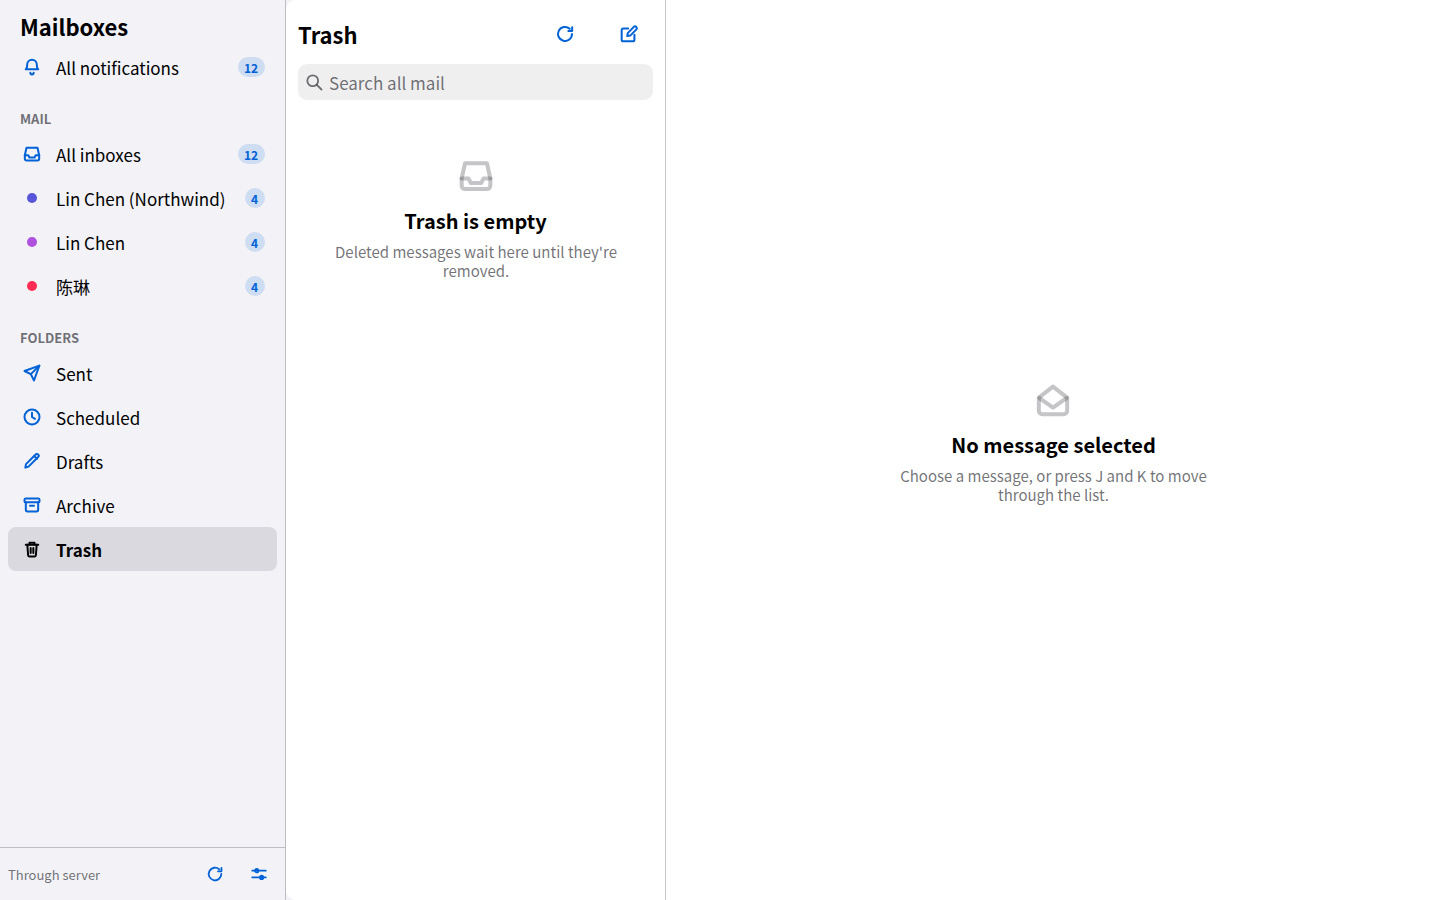 Mailboxes
All notifications 12
MAIL
All inboxes 12
Lin Chen (Northwind) 4
Lin Chen 4
陈琳 4
FOLDERS
Sent
Scheduled
Drafts
Archive
Trash
Through server
Trash
Search all mail
Trash is empty
Deleted messages wait here until they're
removed.
No message selected
Choose a message, or press J and K to move
through the list.